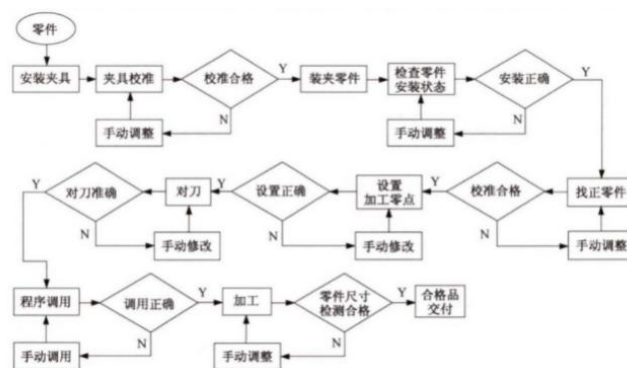 零件
安装夹具
夹具校准
校准合格
Y
装夹零件
检查零件
安装状态
安装正确
Y
N
手动调整
N
手动调整
Y
对刀准确
对刀
Y
设置正确
设置
加工零点
Y
校准合格
找正零件
N
手动修改
N
手动修改
N
手动调整
程序调用
调用正确
Y
加工
零件尺寸
检测合格
Y
合格品
交付
手动调用
N
手动调整
N